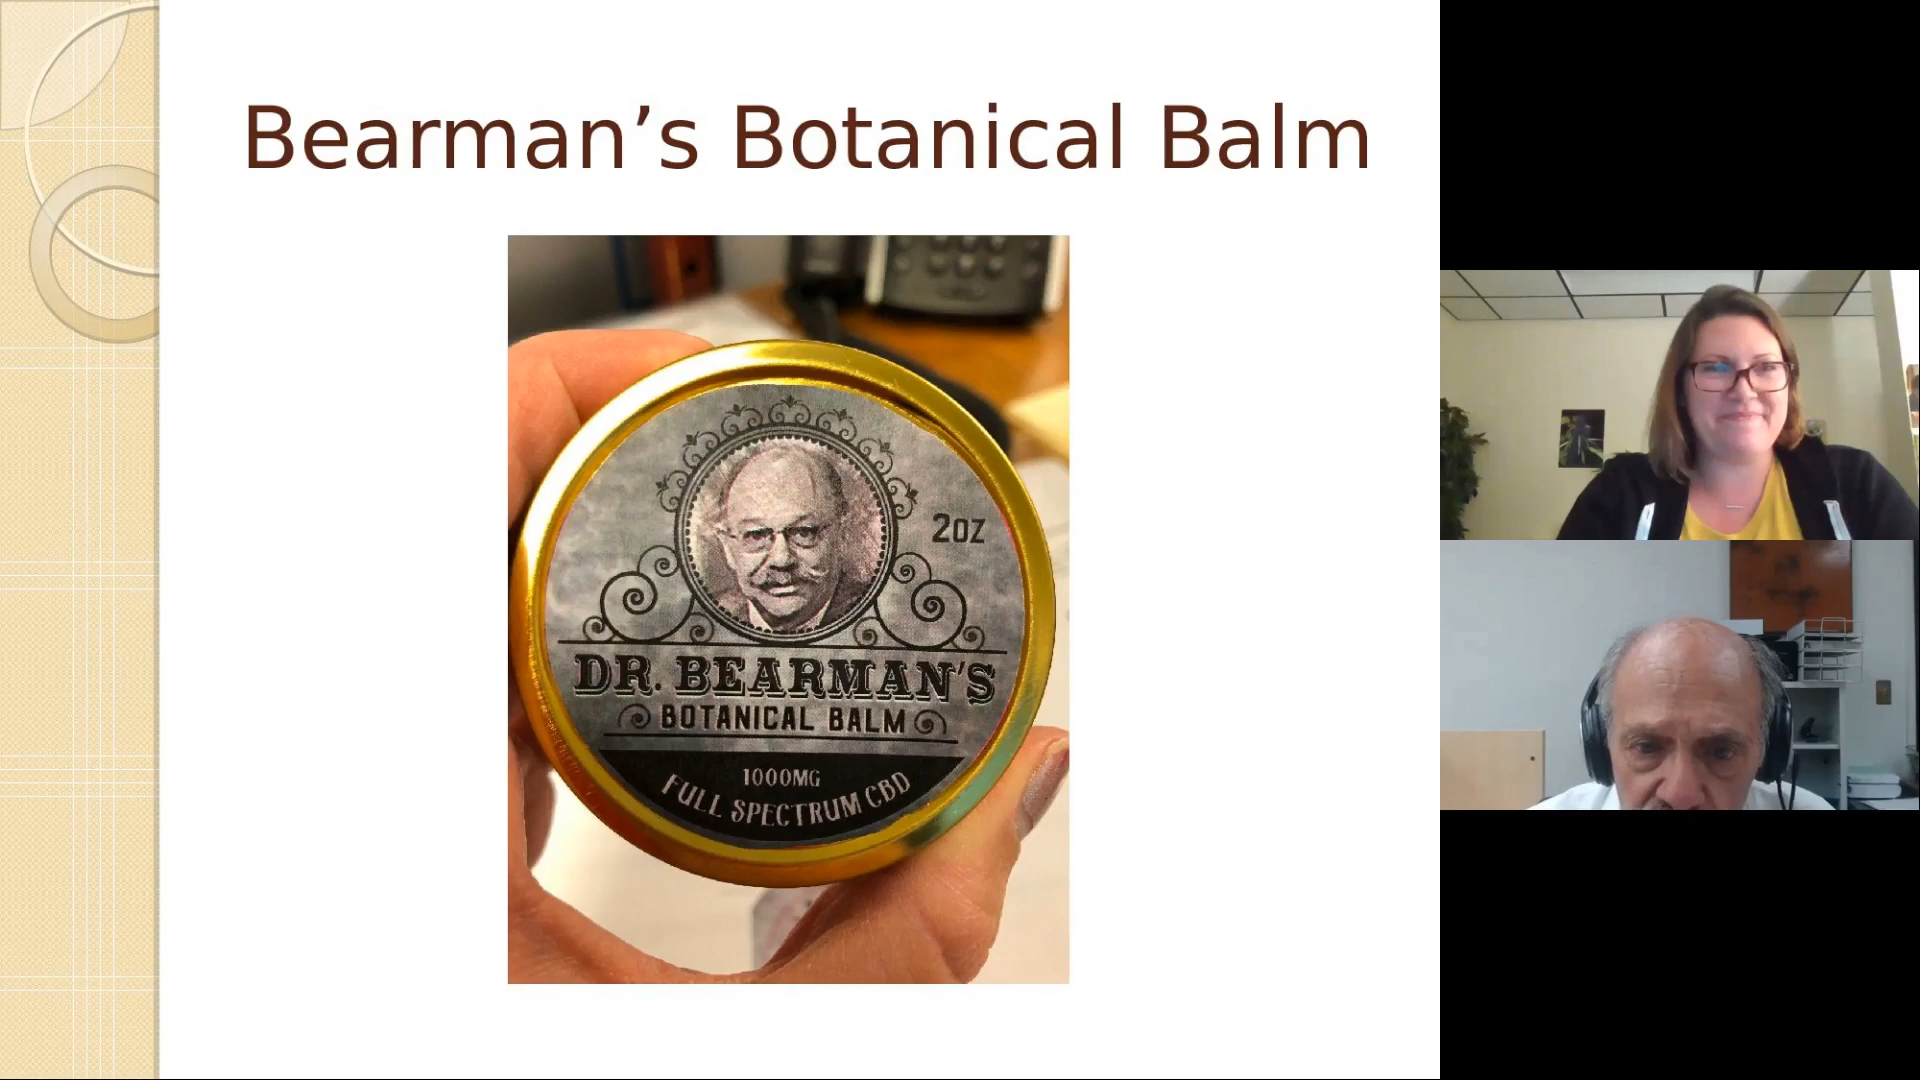 Bearman’s Botanical Balm
2OZ
DR. BEARMAN'S
BOTANICAL BALM
1000MG
FULL SPECTRUM CBD